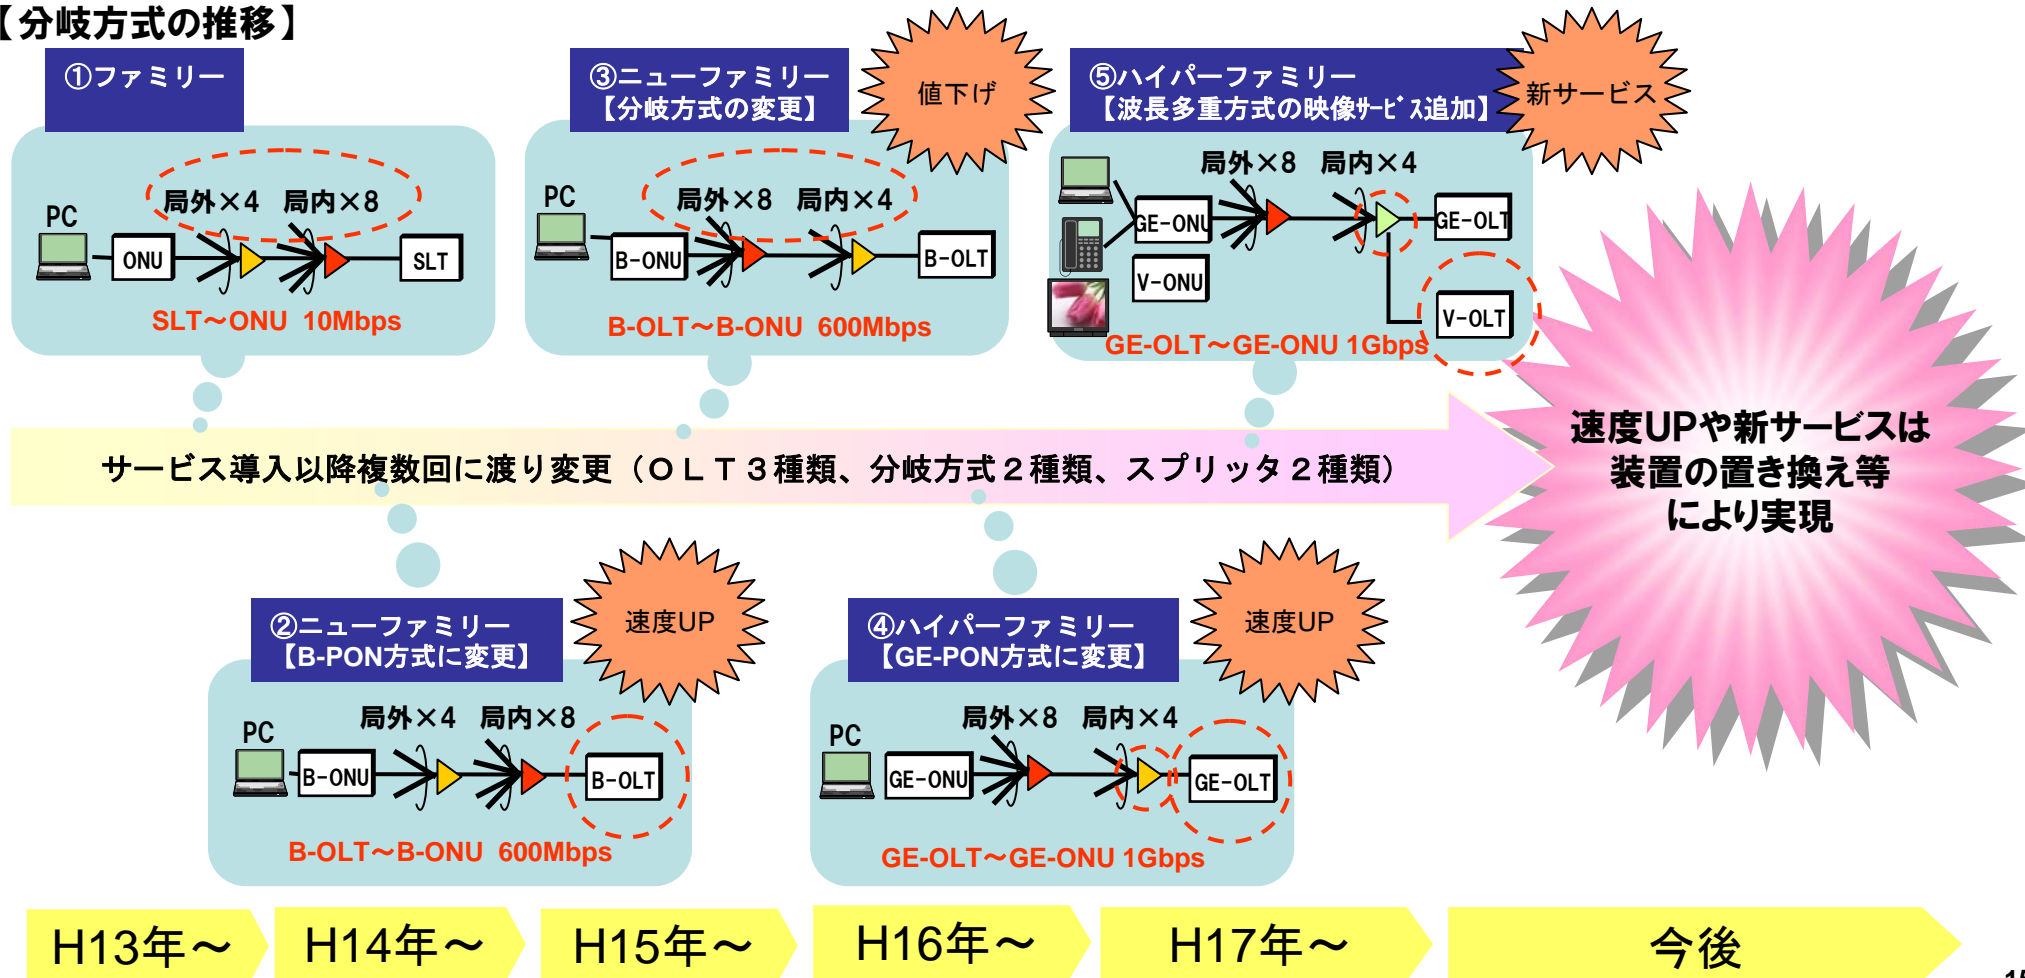 【分岐方式の推移】
①ファミリー
局外×4 局内×8
PC
ONU
SLT
SLT～ONU 10Mbps
③ニューファミリー
【分岐方式の変更】
値下げ
局外×8 局内×4
PC
B-ONU
B-OLT
B-OLT～B-ONU 600Mbps
⑤ハイパーファミリー
【波長多重方式の映像ｻｰﾋﾞｽ追加】
新サービス
局外×8 局内×4
GE-ONU
GE-OLT
V-ONU
V-OLT
GE-OLT～GE-ONU 1Gbps
サービス導入以降複数回に渡り変更（ＯＬＴ３種類、分岐方式２種類、スプリッタ２種類）
速度UPや新サービスは
装置の置き換え等
により実現
②ニューファミリー
【B-PON方式に変更】
速度UP
局外×4 局内×8
PC
B-ONU
B-OLT
B-OLT～B-ONU 600Mbps
④ハイパーファミリー
【GE-PON方式に変更】
速度UP
局外×8 局内×4
PC
GE-ONU
GE-OLT
GE-OLT～GE-ONU 1Gbps
H13年～
H14年～
H15年～
H16年～
H17年～
今後